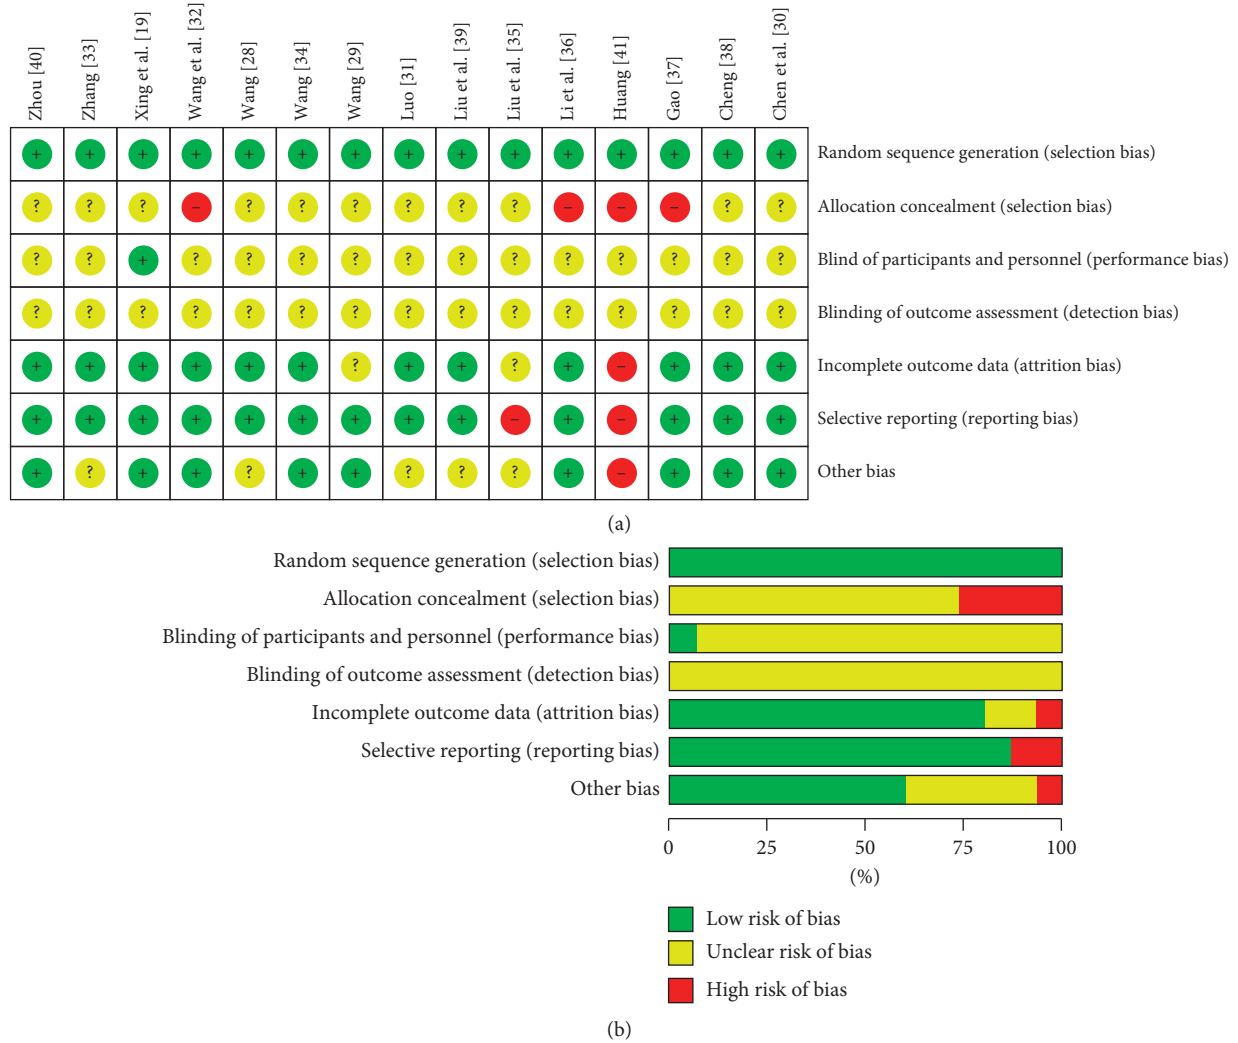 Zhou [40]
Zhang [33]
Xing et al. [19]
Wang et al. [32]
Wang [28]
Wang [34]
Wang [29]
Luo [31]
Liu et al. [39]
Liu et al. [35]
Li et al. [36]
Huang [41]
Gao [37]
Cheng [38]
Chen et al. [30]
+ + + + + + + + + + + + + + + Random sequence generation (selection bias)
? ? ? – ? ? ? ? ? ? – – – ? ? Allocation concealment (selection bias)
? ? + ? ? ? ? ? ? ? ? ? ? ? ? Blind of participants and personnel (performance bias)
? ? ? ? ? ? ? ? ? ? ? ? ? ? ? Blinding of outcome assessment (detection bias)
+ + + + + + ? + + ? + – + + + Incomplete outcome data (attrition bias)
+ + + + + + + + + – + – + + + Selective reporting (reporting bias)
+ ? + + ? + + ? ? ? + – + + + Other bias
(a)
Random sequence generation (selection bias)
Allocation concealment (selection bias)
Blinding of participants and personnel (performance bias)
Blinding of outcome assessment (detection bias)
Incomplete outcome data (attrition bias)
Selective reporting (reporting bias)
Other bias
0 25 50 75 100
(%)
Low risk of bias
Unclear risk of bias
High risk of bias
(b)